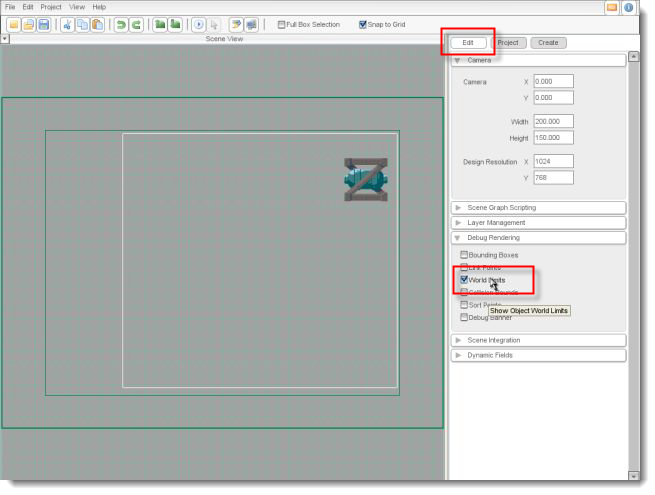 File Edit Project View Help
Full Box Selection Snap to Grid
Scene View
Edit Project Create
Camera
Camera X 0.000
Y 0.000
Width 200.000
Height 150.000
Design Resolution X 1024
Y 768
Scene Graph Scripting
Layer Management
Debug Rendering
Bounding Boxes
Link Points
World Limits
Collision Bounds
Sort Points
Show Object World Limits
Debug Banner
Scene Integration
Dynamic Fields